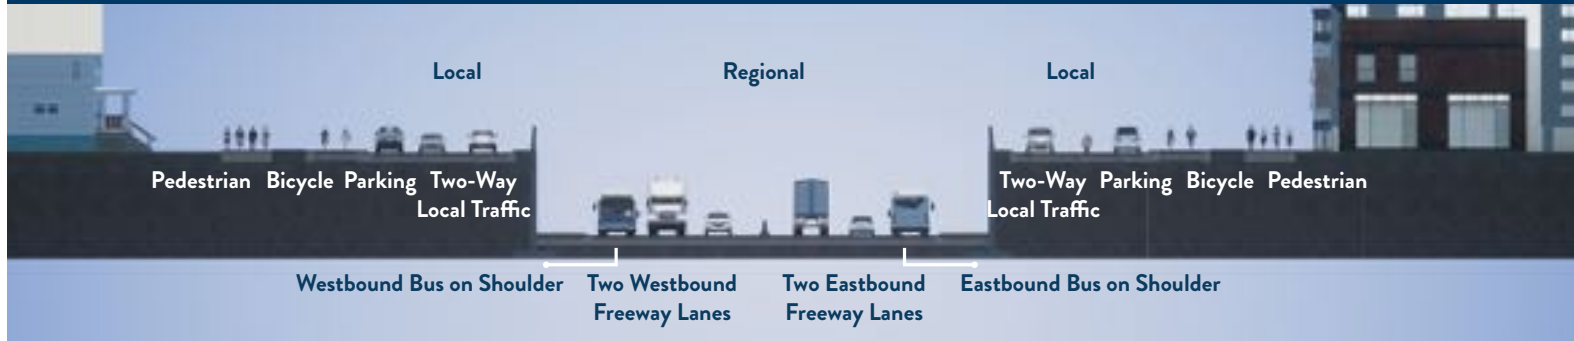 Local
Regional
Local
Pedestrian
Bicycle
Parking
Two-Way
Local Traffic
Two-Way
Local Traffic
Parking
Bicycle
Pedestrian
Westbound Bus on Shoulder
Two Westbound
Freeway Lanes
Two Eastbound
Freeway Lanes
Eastbound Bus on Shoulder